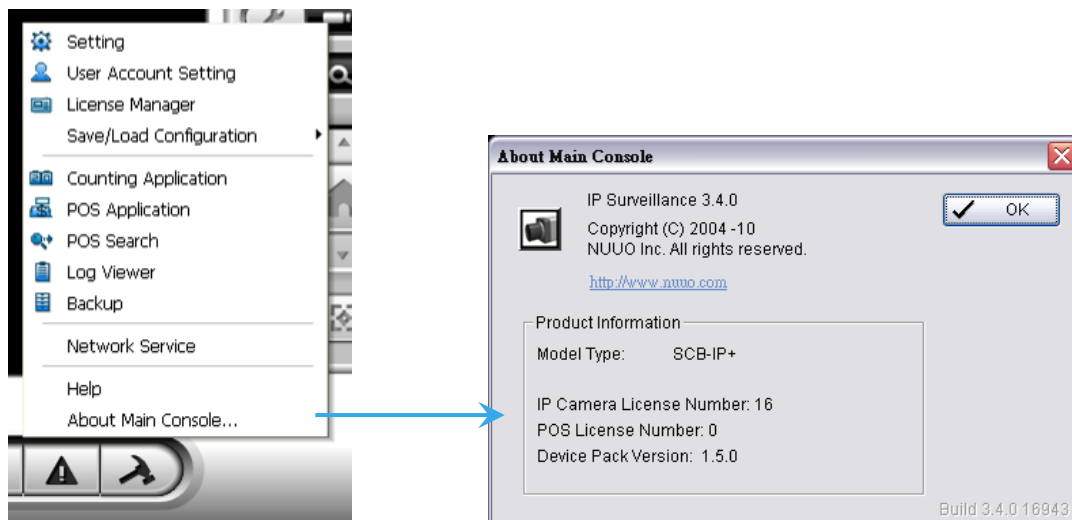 Setting
User Account Setting
License Manager
Save/Load Configuration
Counting Application
POS Application
POS Search
Log Viewer
Backup
Network Service
Help
About Main Console...
About Main Console
IP Surveillance 3.4.0
OK
Copyright (C) 2004 -10
NUUO Inc. All rights reserved.
http://www.nuuo.com
Product Information
Model Type: SCB-IP+
IP Camera License Number: 16
POS License Number: 0
Device Pack Version: 1.5.0
Build 3.4.0 16943